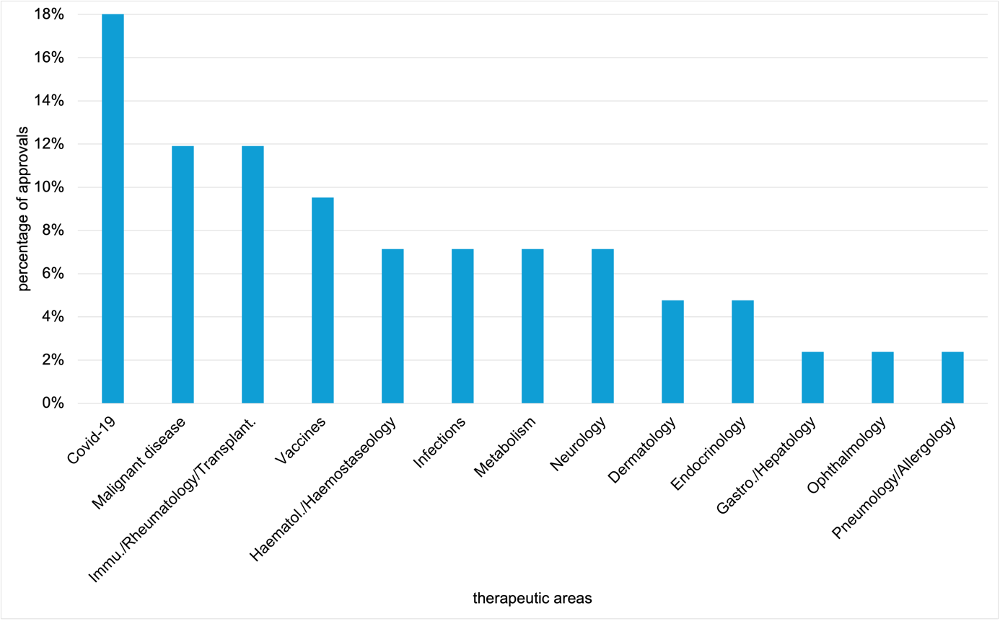 18%
16%
14%
12%
10%
8%
6%
4%
2%
0%
percentage of approvals
Covid-19
Malignant disease
Immu./Rheumatology/Transplant.
Vaccines
Haematol./Haemostaseology
Infections
Metabolism
Neurology
Dermatology
Endocrinology
Gastro./Hepatology
Ophthalmology
Pneumology/Allergology
therapeutic areas